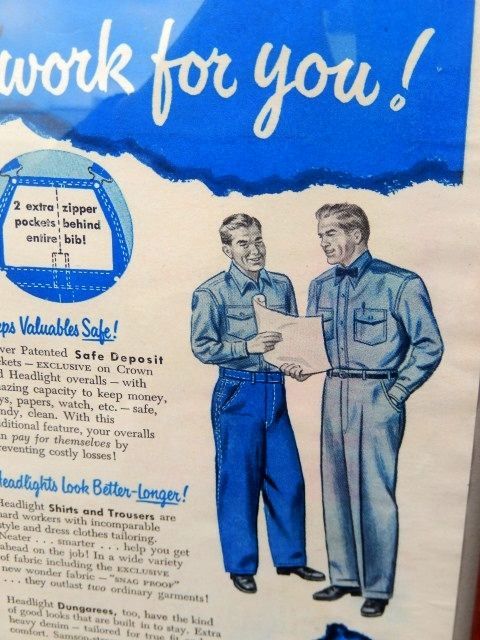 work for you!
2 extra zipper
pockets behind
entire bib!
eps Valuables Safe!
ver Patented Safe Deposit
ckets — EXCLUSIVE on Crown
d Headlight overalls — with
azing capacity to keep money,
ys, papers, watch, etc. — safe,
ndy, clean. With this
ditional feature, your overalls
n pay for themselves by
eventing costly losses!
Headlights Look Better-Longer!
Headlight Shirts and Trousers are
ard workers with incomparable
tyle and dress clothes tailoring.
Neater ... smarter ... help you get
ahead on the job! In a wide variety
of fabric including the EXCLUSIVE
new wonder fabric — "SNAG PROOF"
... they outlast two ordinary garments!
Headlight Dungarees, too, have the kind
of good looks that are built in to stay. Extra
heavy denim — tailored for true fit and
comfort.